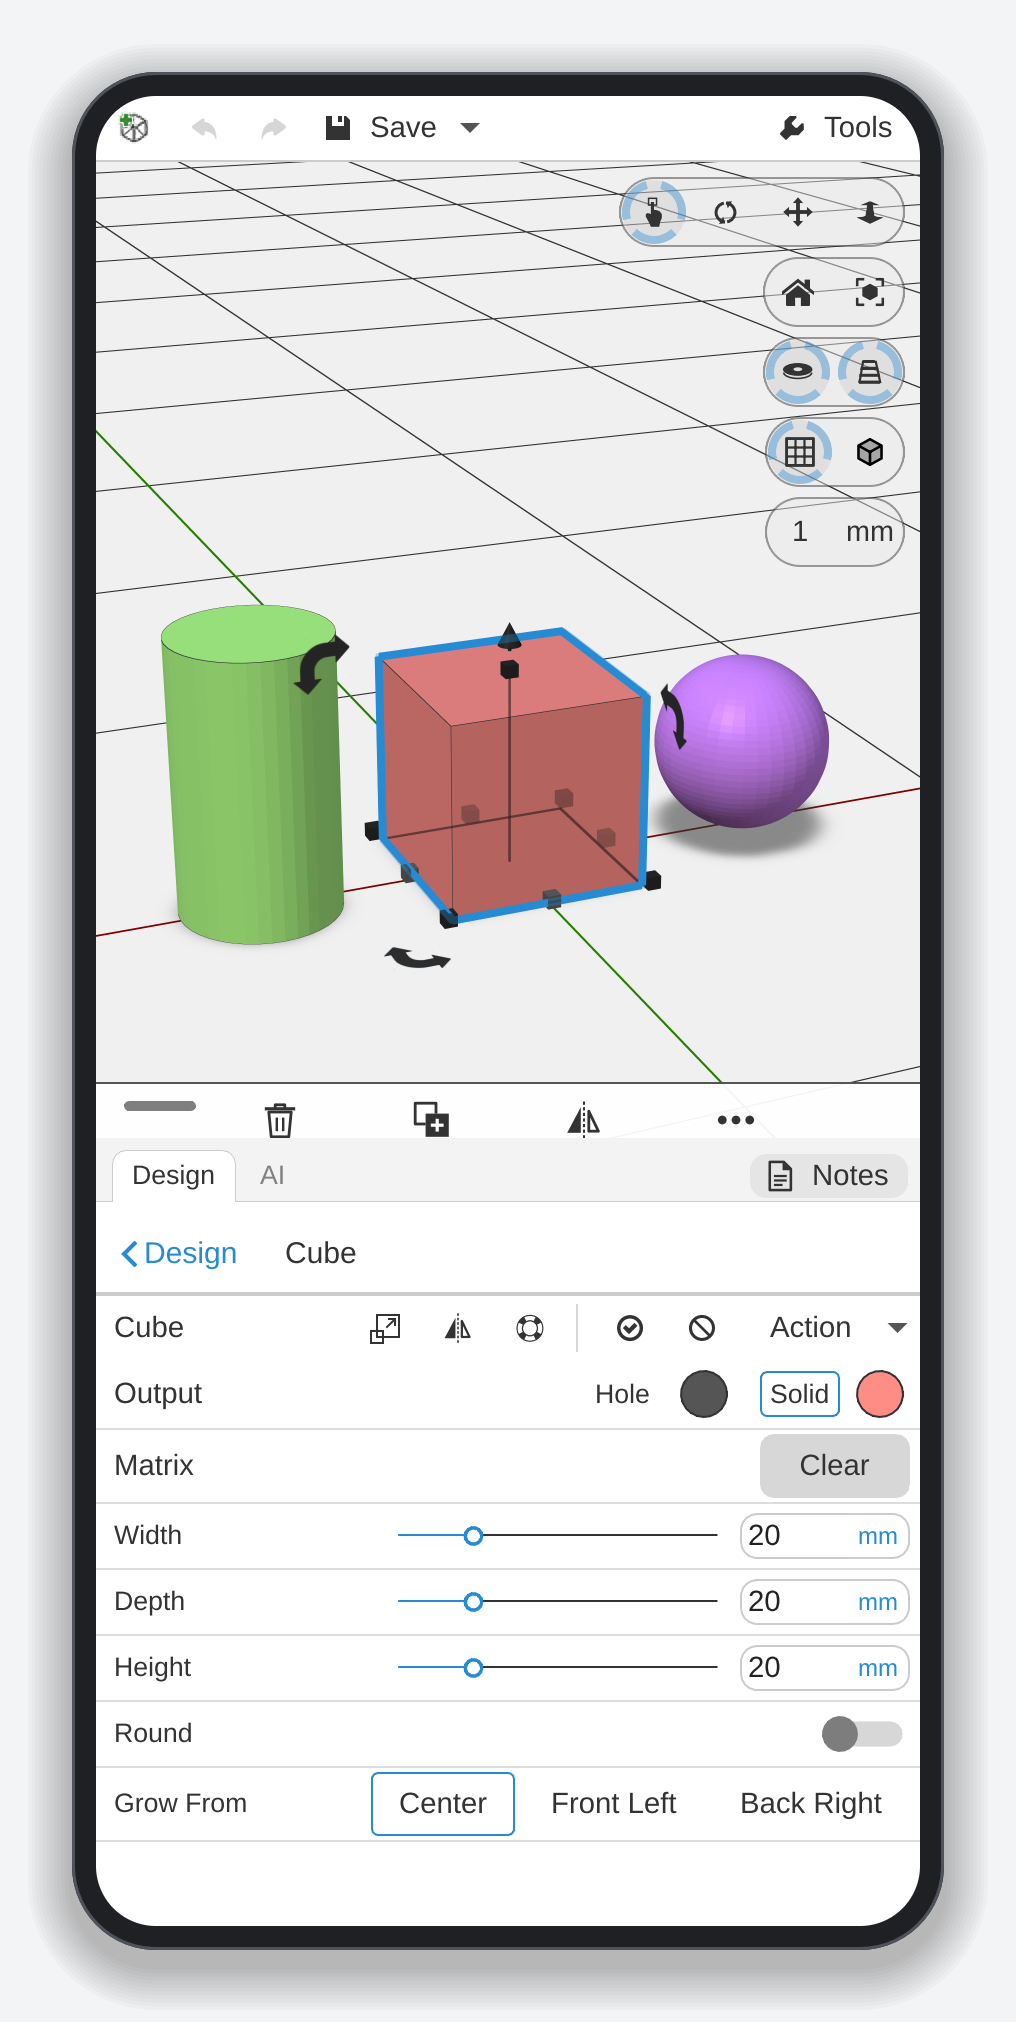 Save
Tools
1 mm
Design
AI
Notes
Design
Cube
Cube
Action
Output
Hole
Solid
Matrix
Clear
Width
20 mm
Depth
20 mm
Height
20 mm
Round
Grow From
Center
Front Left
Back Right